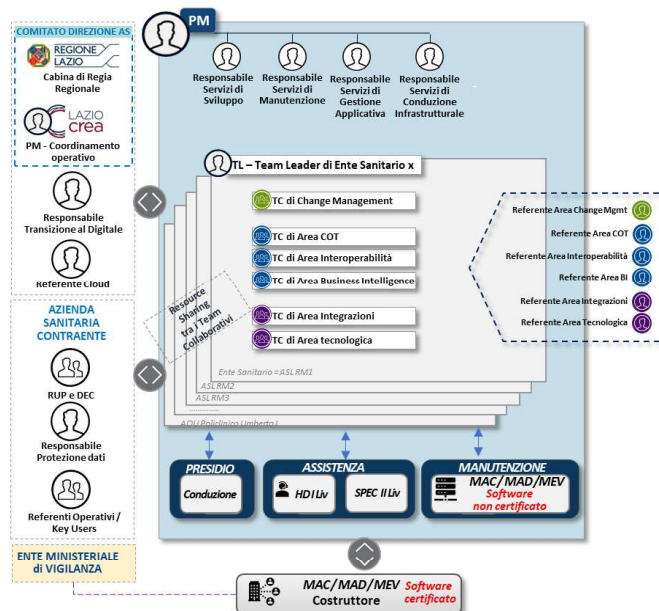 COMITATO DIREZIONE AS
REGIONE
LAZIO
Cabina di Regia
Regionale
LAZIO
crea
PM - Coordinamento
operativo
Responsabile
Transizione al Digitale
Referente Cloud
AZIENDA
SANITARIA
CONTRAENTE
RUP e DEC
Responsabile
Protezione dati
Referenti Operativi /
Key Users
ENTE MINISTERIALE
di VIGILANZA
PM
Responsabile
Servizi di
Sviluppo
Responsabile
Servizi di
Manutenzione
Responsabile
Servizi di
Gestione
Applicativa
Responsabile
Servizi di
Conduzione
Infrastrutturale
TL – Team Leader di Ente Sanitario x
TC di Change Management
TC di Area COT
TC di Area Interoperabilità
TC di Area Business Intelligence
TC di Area Integrazioni
TC di Area tecnologica
Resource
Sharing
tra i Team
Collaborativi
Ente Sanitario = ASL RM1
ASL RM2
ASL RM3
..............
AOU Policlinico Umberto I
Referente Area Change Mgmt
Referente Area COT
Referente Area Interoperabilità
Referente Area BI
Referente Area Integrazioni
Referente Area Tecnologica
PRESIDIO
Conduzione
ASSISTENZA
HD I Liv
SPEC II Liv
MANUTENZIONE
MAC/MAD/MEV
Software
non certificato
MAC/MAD/MEV Software
Costruttore certificato